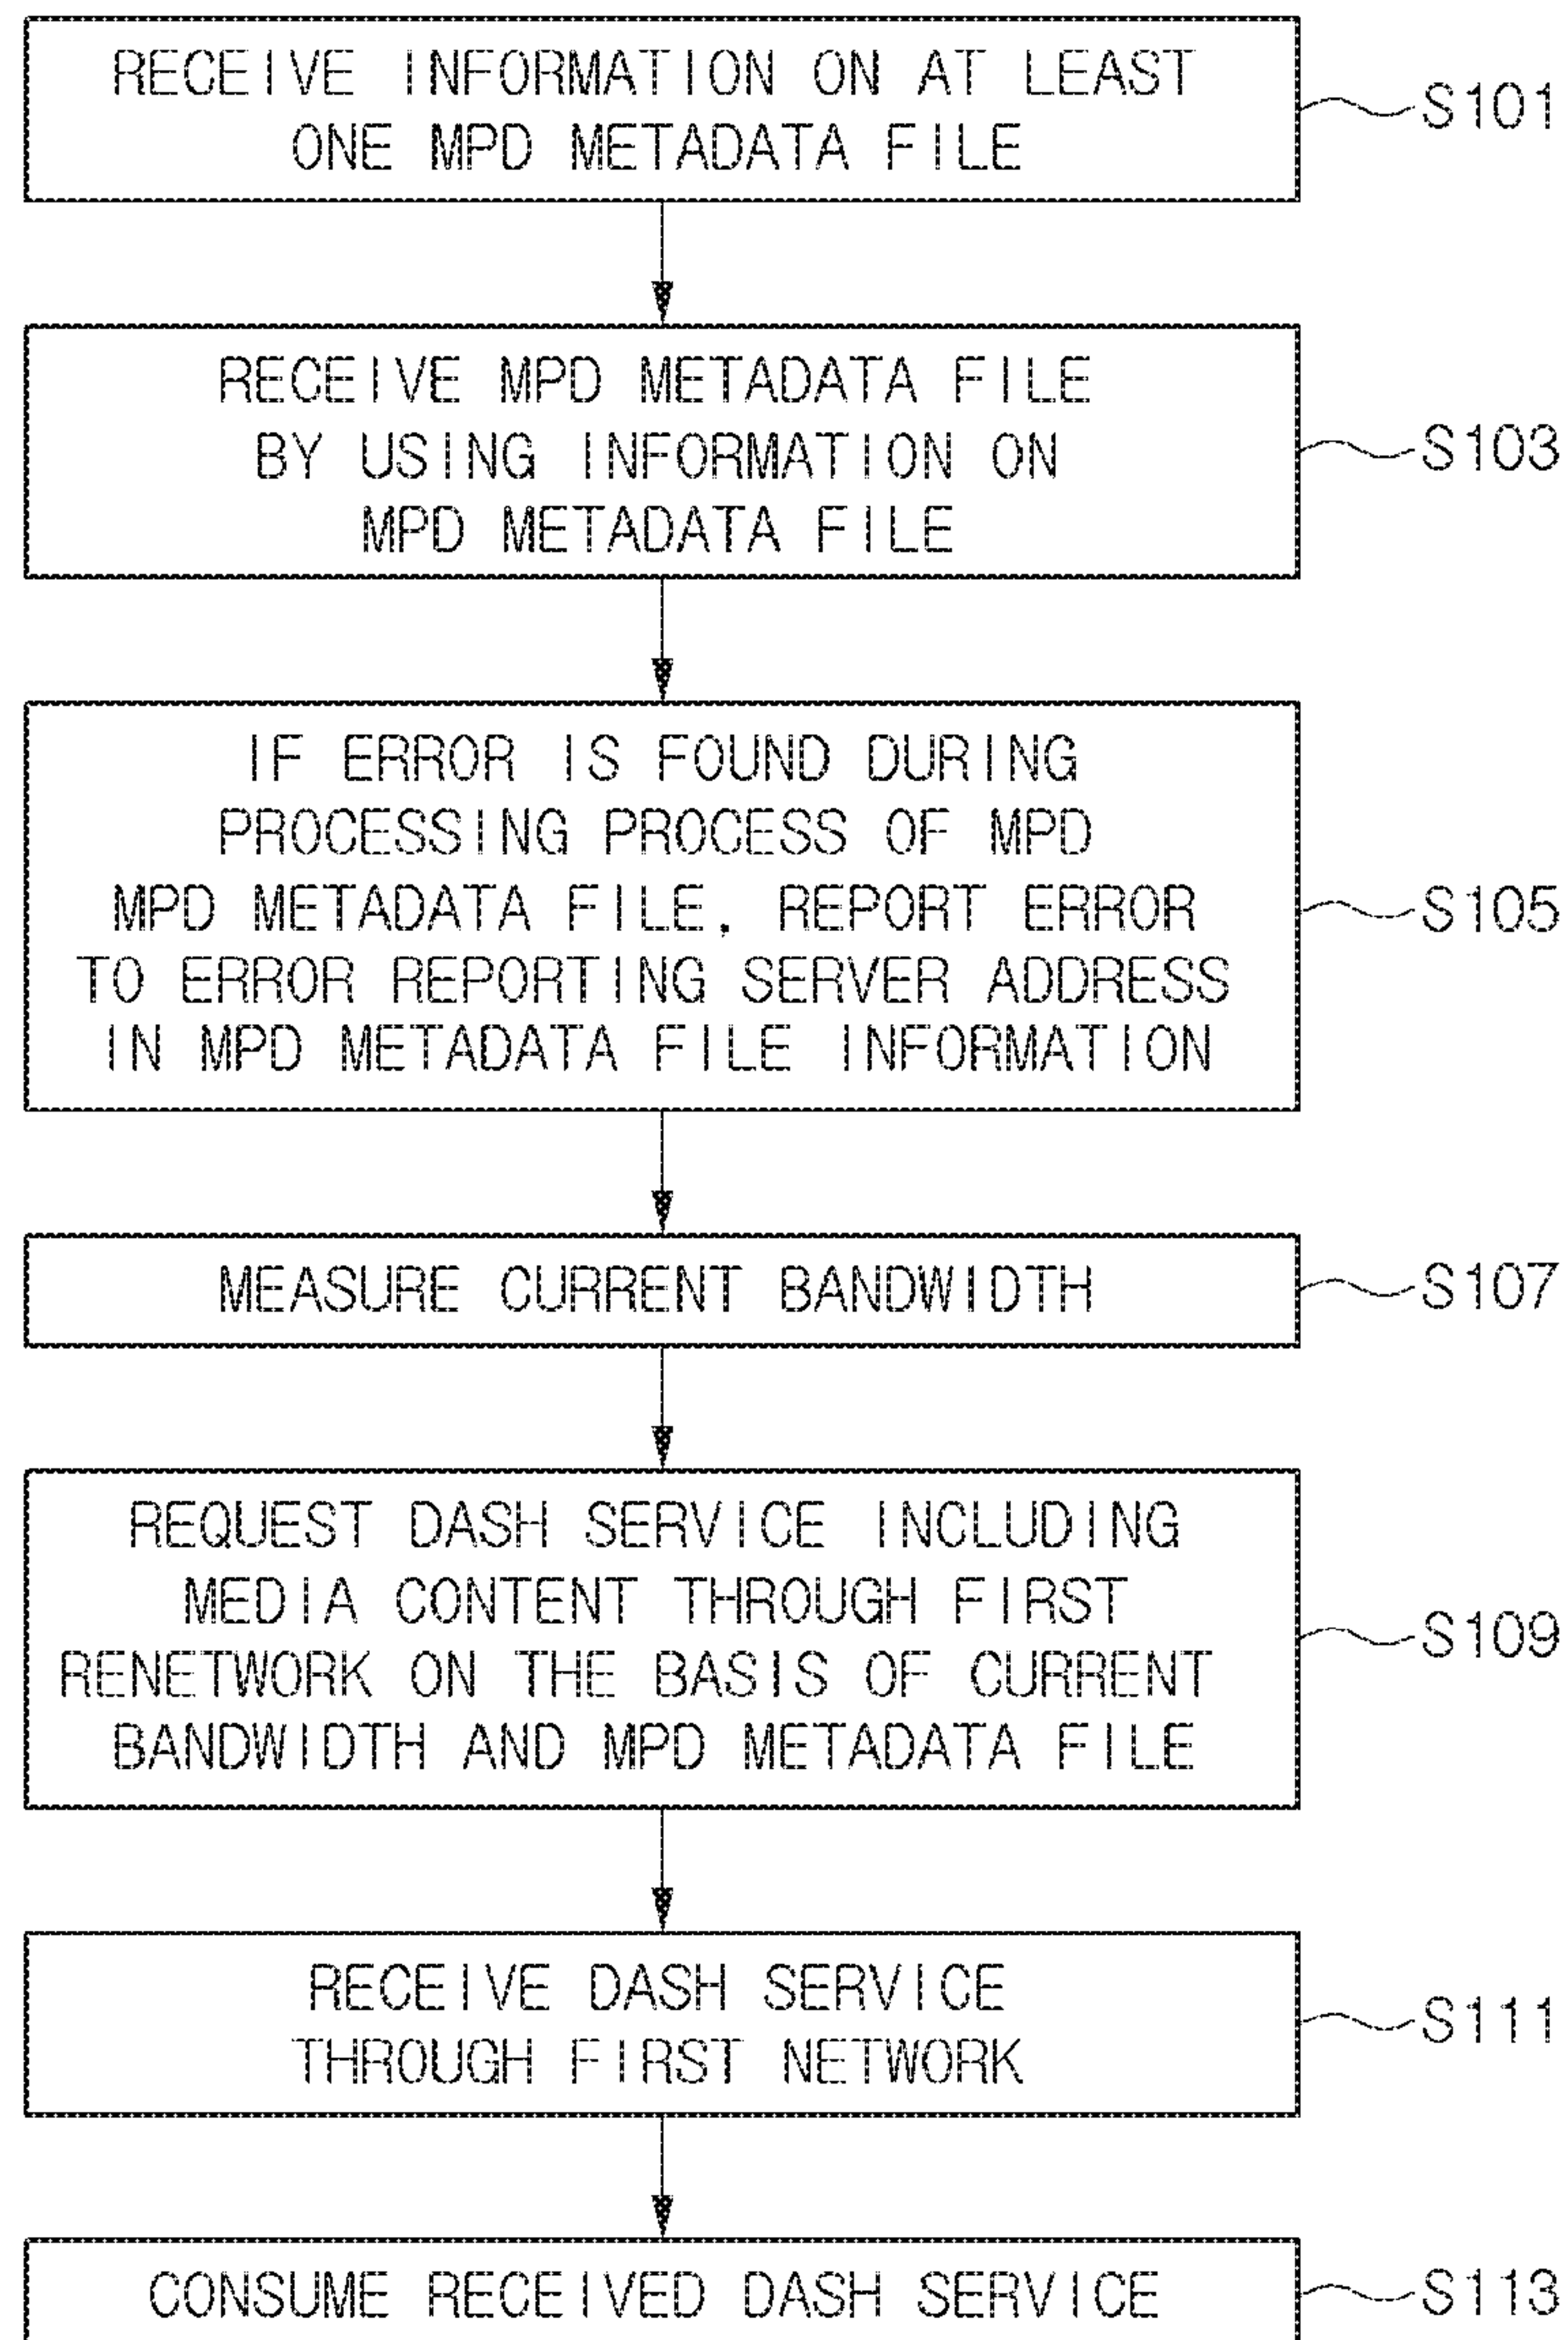 RECEIVE INFORMATION ON AT LEAST
ONE MPD METADATA FILE
S101
RECEIVE MPD METADATA FILE
BY USING INFORMATION ON
MPD METADATA FILE
S103
IF ERROR IS FOUND DURING
PROCESSING PROCESS OF MPD
MPD METADATA FILE, REPORT ERROR
TO ERROR REPORTING SERVER ADDRESS
IN MPD METADATA FILE INFORMATION
S105
MEASURE CURRENT BANDWIDTH
S107
REQUEST DASH SERVICE INCLUDING
MEDIA CONTENT THROUGH FIRST
RENETWORK ON THE BASIS OF CURRENT
BANDWIDTH AND MPD METADATA FILE
S109
RECEIVE DASH SERVICE
THROUGH FIRST NETWORK
S111
CONSUME RECEIVED DASH SERVICE
S113